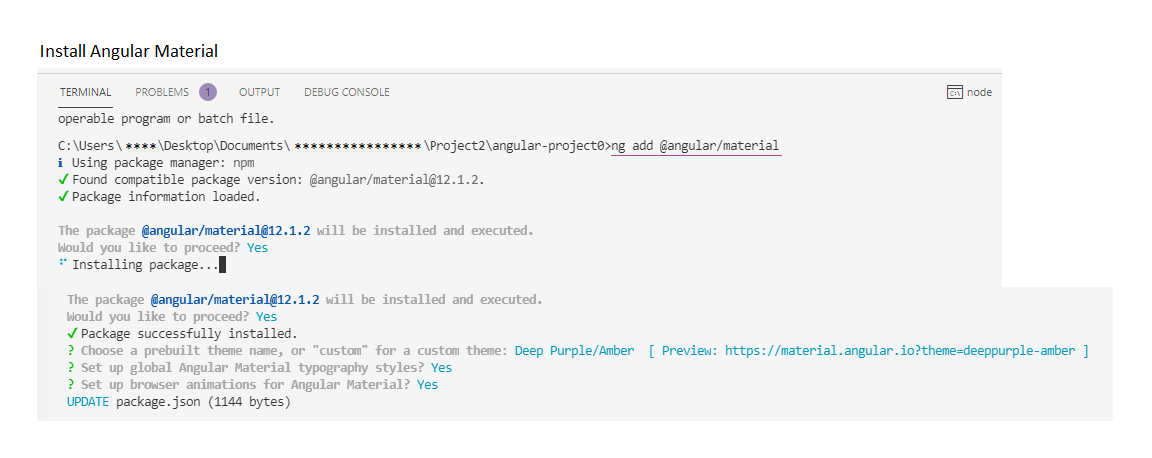 Install Angular Material
TERMINAL PROBLEMS 1 OUTPUT DEBUG CONSOLE node
operable program or batch file.
C:\Users\ ****\Desktop\Documents\ ****************\Project2\angular-project0>ng add @angular/material
i Using package manager: npm
✓ Found compatible package version: @angular/material@12.1.2.
✓ Package information loaded.
The package @angular/material@12.1.2 will be installed and executed.
Would you like to proceed? Yes
Installing package...
The package @angular/material@12.1.2 will be installed and executed.
Would you like to proceed? Yes
✓ Package successfully installed.
? Choose a prebuilt theme name, or "custom" for a custom theme: Deep Purple/Amber [ Preview: https://material.angular.io?theme=deeppurple-amber ]
? Set up global Angular Material typography styles? Yes
? Set up browser animations for Angular Material? Yes
UPDATE package.json (1144 bytes)